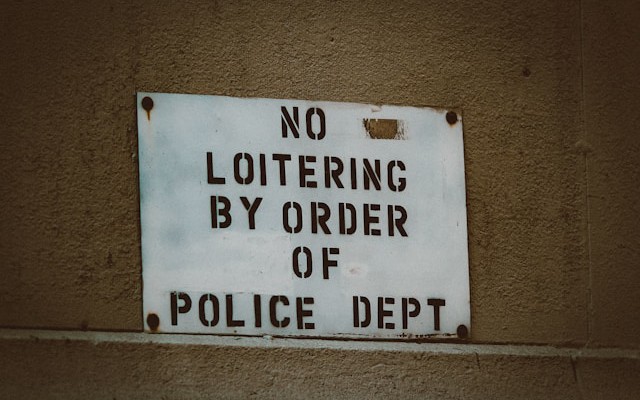 NO
LOITERING
BY ORDER
OF
POLICE DEPT